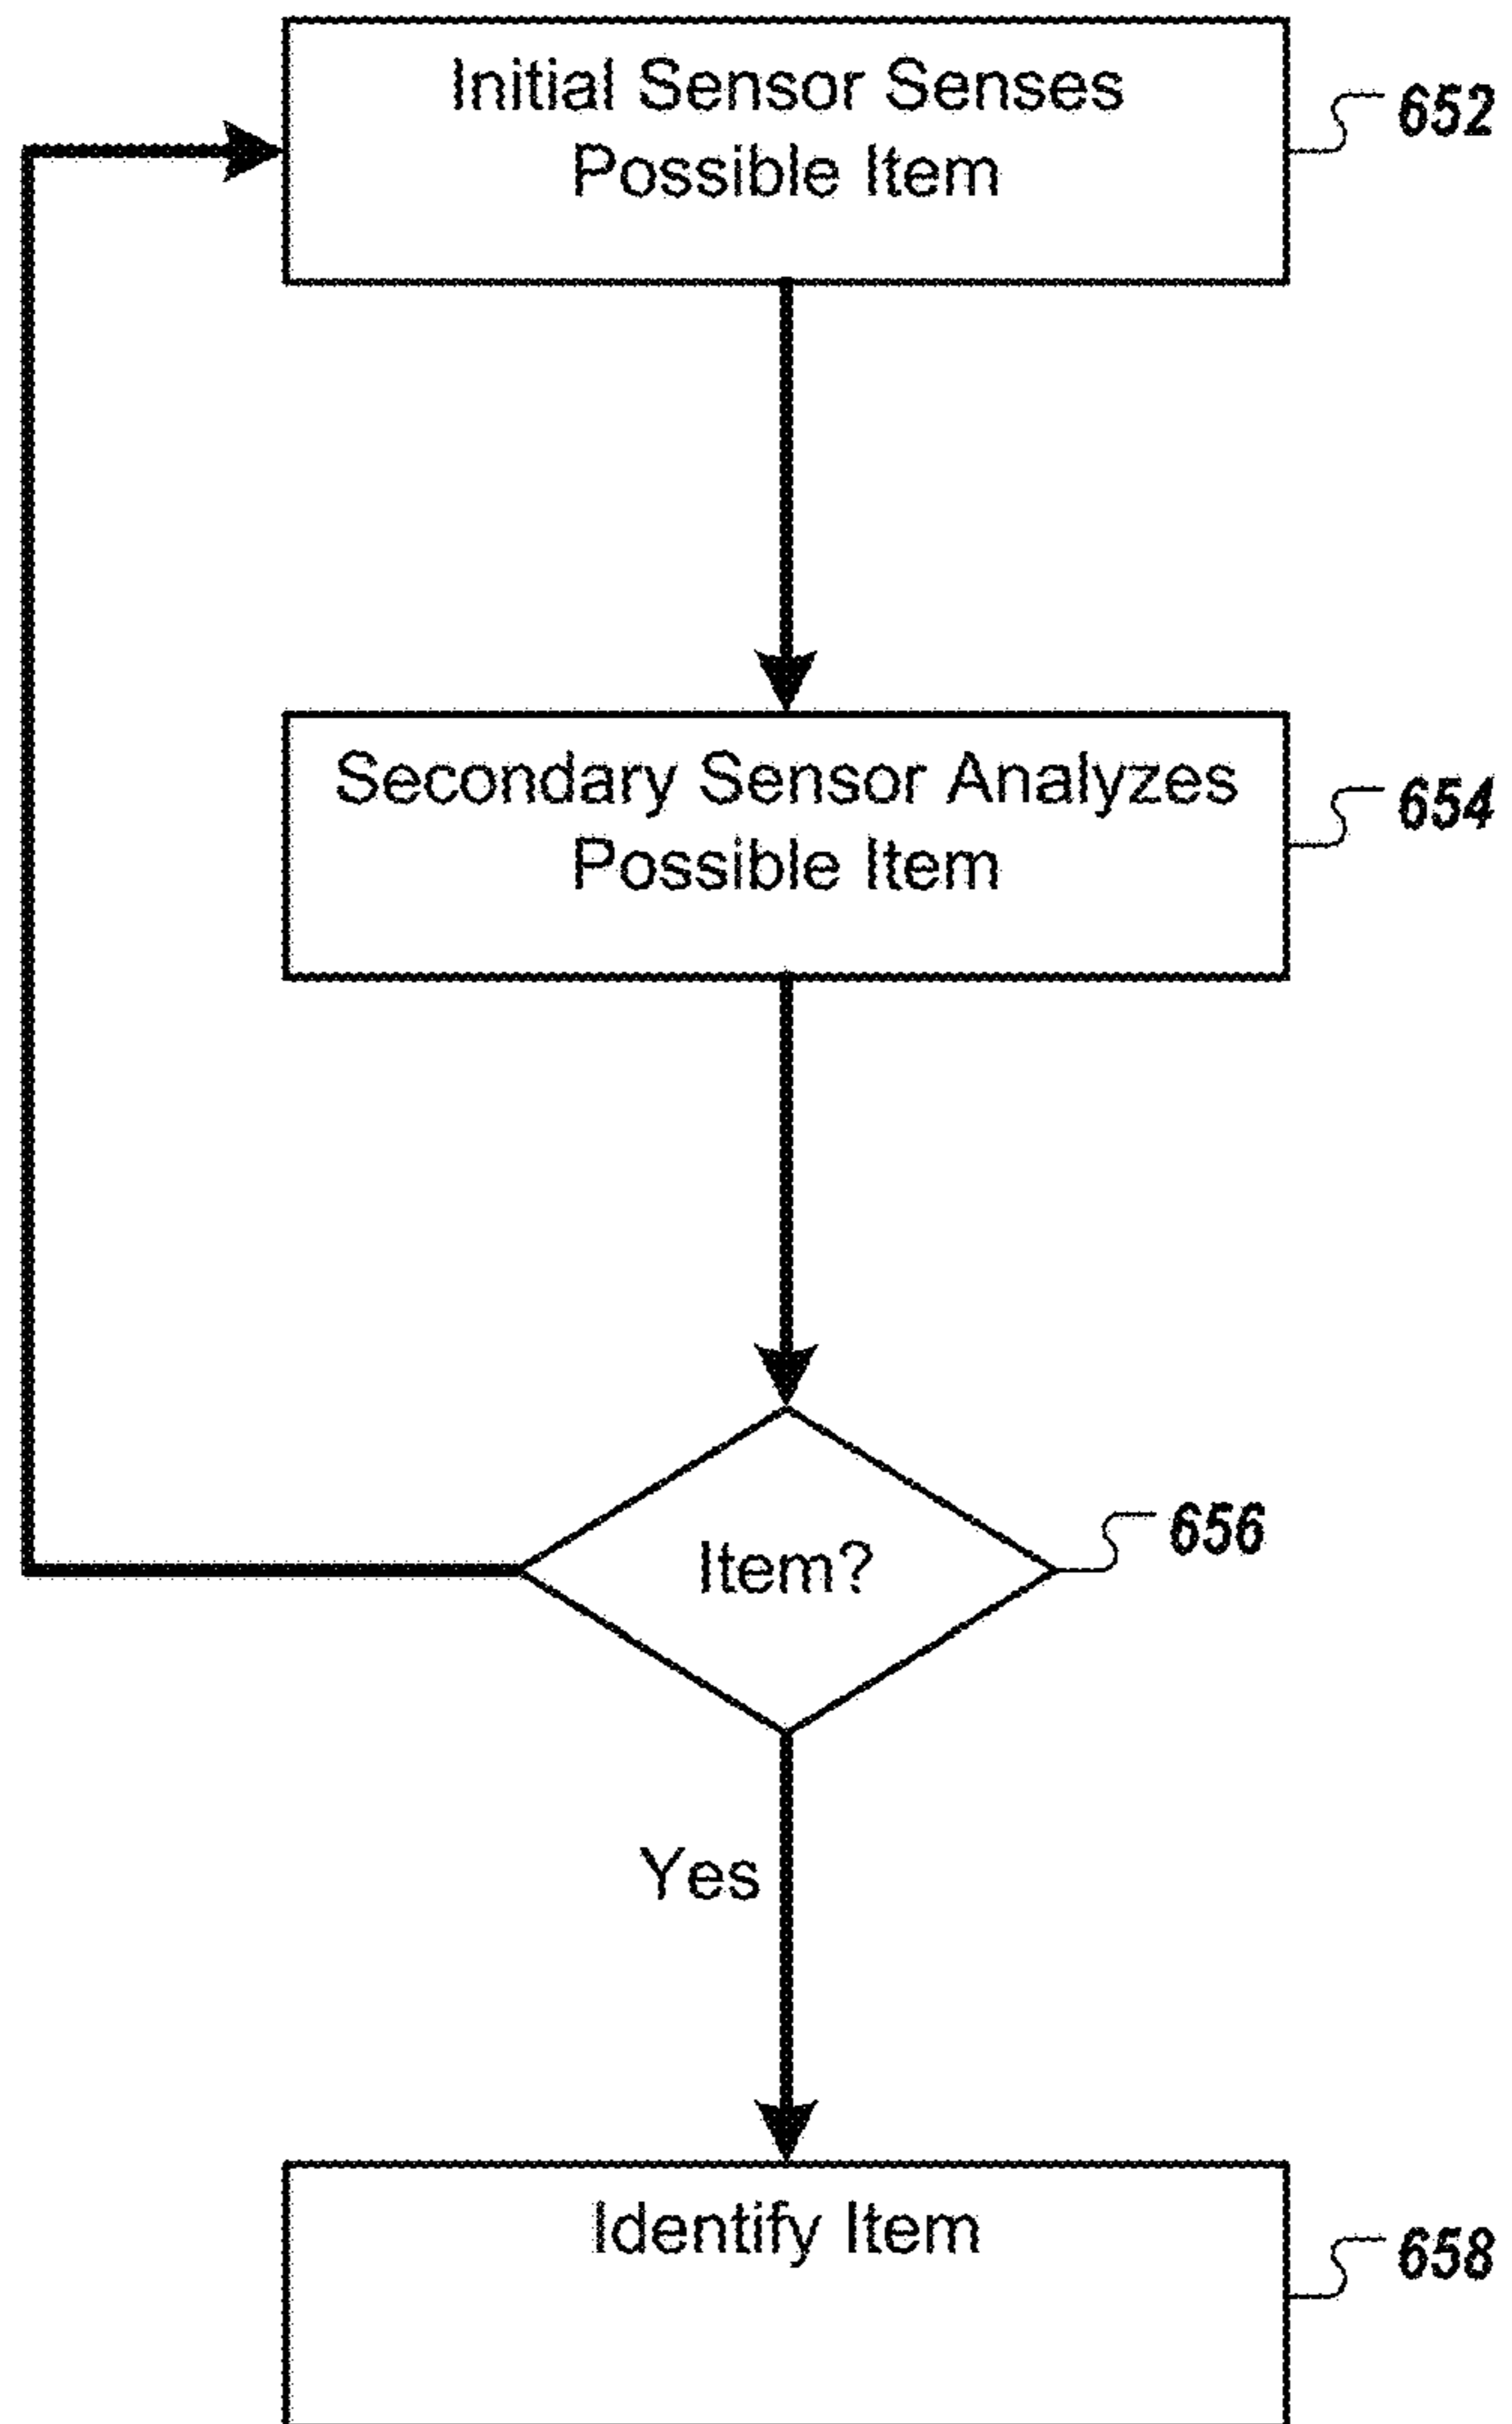 Initial Sensor Senses
Possible Item
652
Secondary Sensor Analyzes
Possible Item
654
Item?
656
Yes
Identify Item
658